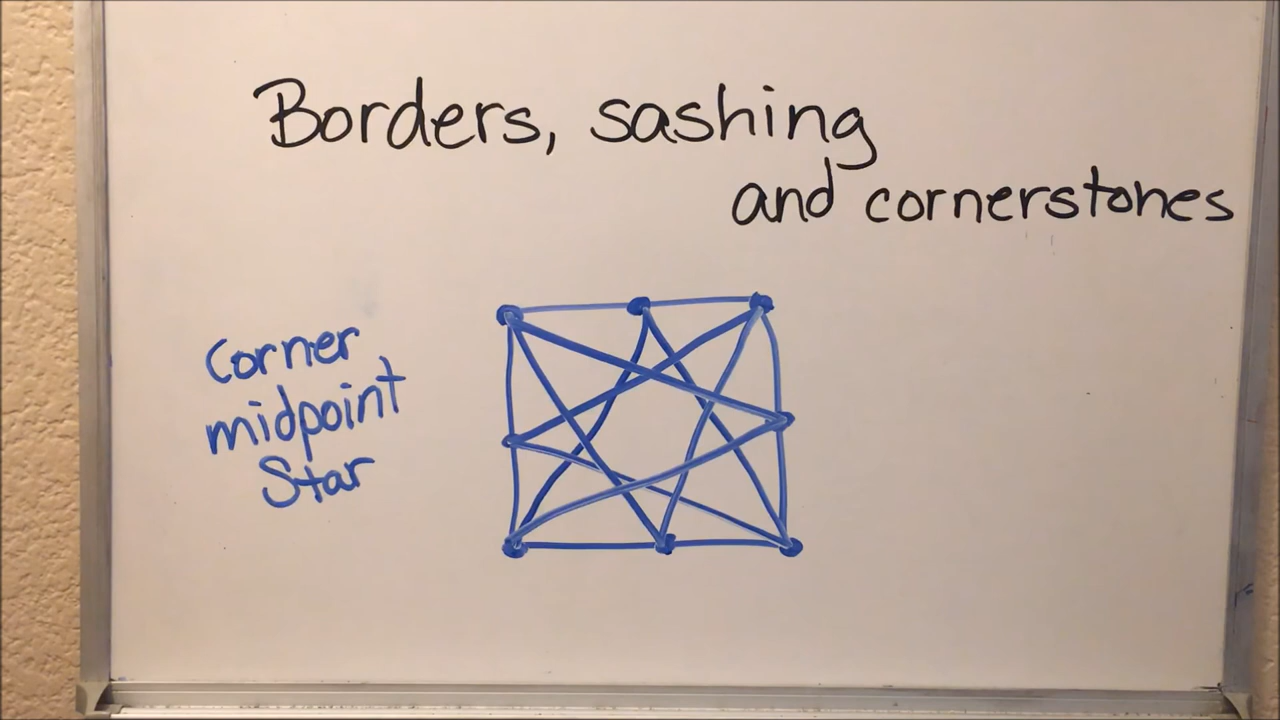 Borders, sashing
and cornerstones
Corner
midpoint
Star